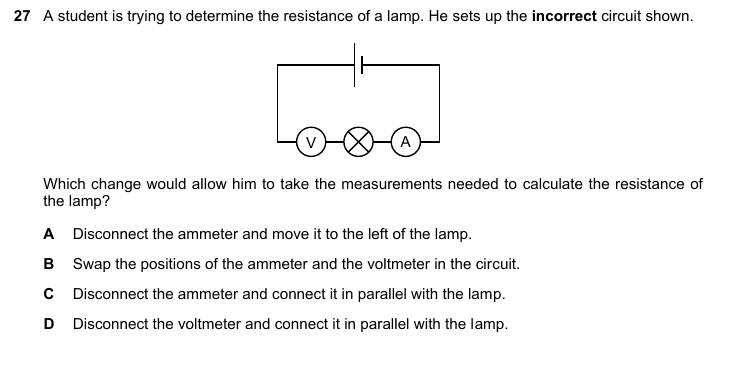 27 A student is trying to determine the resistance of a lamp. He sets up the incorrect circuit shown.
V A
Which change would allow him to take the measurements needed to calculate the resistance of
the lamp?
A Disconnect the ammeter and move it to the left of the lamp.
B Swap the positions of the ammeter and the voltmeter in the circuit.
C Disconnect the ammeter and connect it in parallel with the lamp.
D Disconnect the voltmeter and connect it in parallel with the lamp.